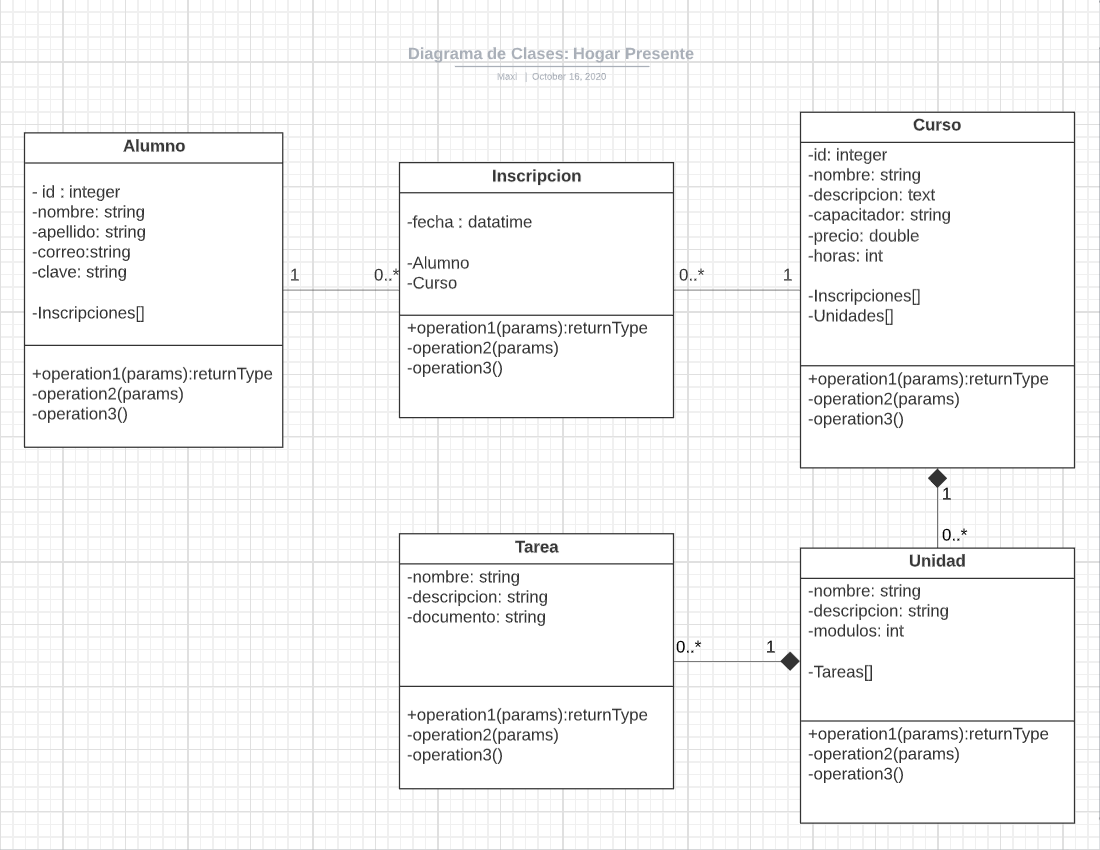 Diagrama de Clases: Hogar Presente
Maxi | October 16, 2020
Alumno
- id : integer
-nombre: string
-apellido: string
-correo:string
-clave: string
-Inscripciones[]
+operation1(params):returnType
-operation2(params)
-operation3()
1
0..*
Inscripcion
-fecha : datatime
-Alumno
-Curso
+operation1(params):returnType
-operation2(params)
-operation3()
0..*
1
Curso
-id: integer
-nombre: string
-descripcion: text
-capacitador: string
-precio: double
-horas: int
-Inscripciones[]
-Unidades[]
+operation1(params):returnType
-operation2(params)
-operation3()
1
0..*
Tarea
-nombre: string
-descripcion: string
-documento: string
+operation1(params):returnType
-operation2(params)
-operation3()
0..*
1
Unidad
-nombre: string
-descripcion: string
-modulos: int
-Tareas[]
+operation1(params):returnType
-operation2(params)
-operation3()